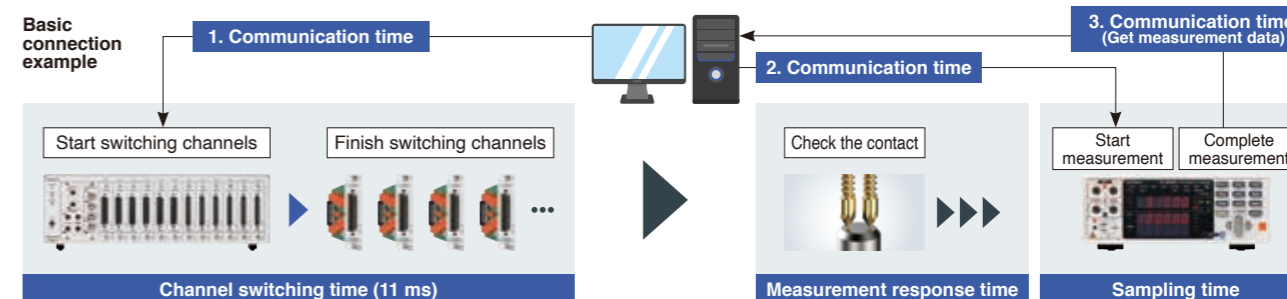 Basic
connection
example
1. Communication time
2. Communication time
3. Communication time
(Get measurement data)
Start switching channels
Finish switching channels
Check the contact
Start
measurement
Complete
measurement
Channel switching time (11 ms)
Measurement response time
Sampling time